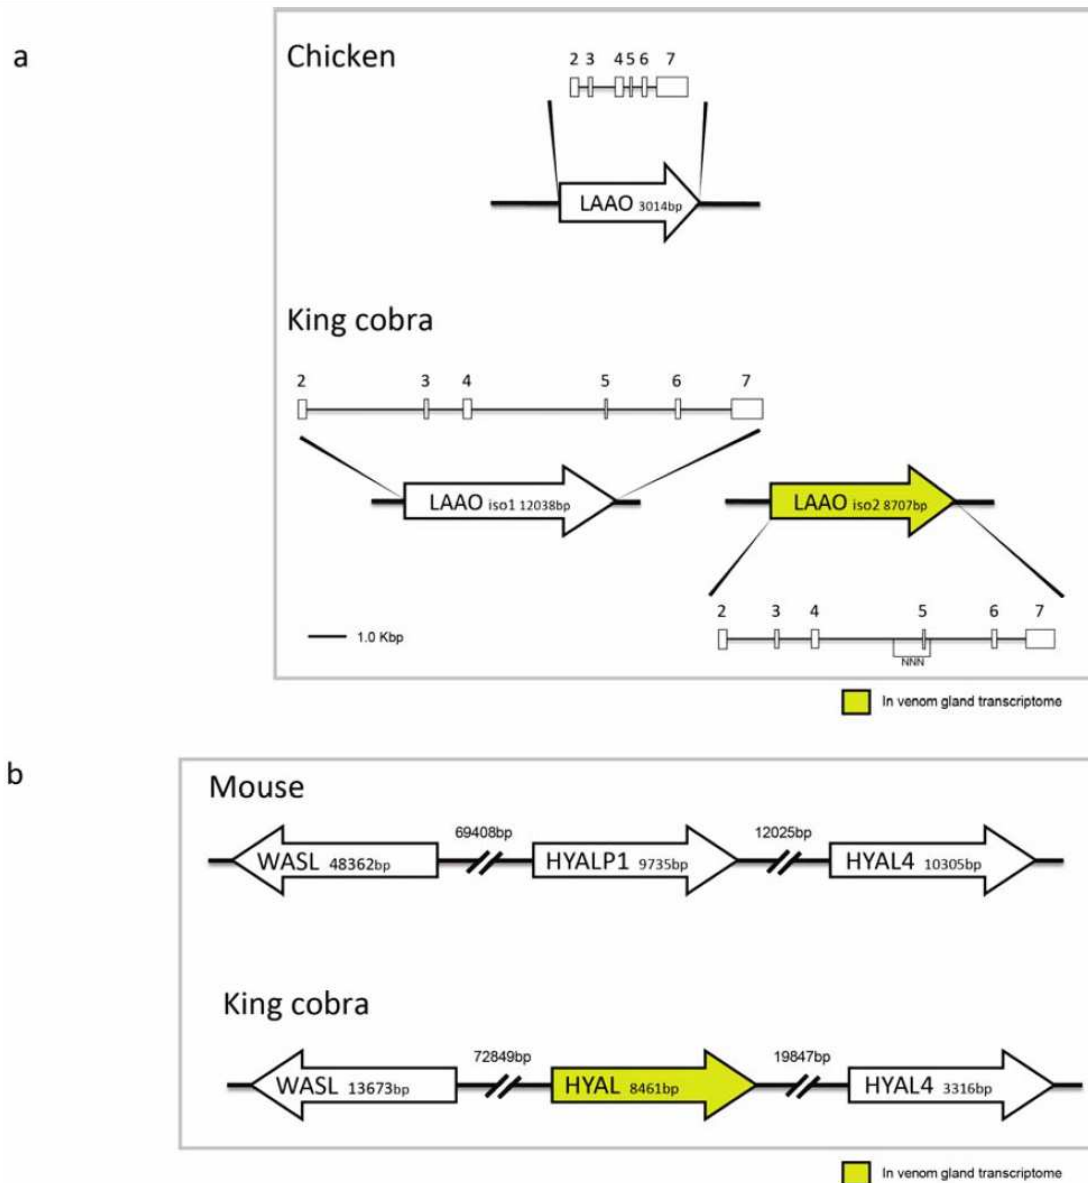 a
Chicken
2 3 4 5 6 7
LAAO 3014bp
King cobra
2 3 4 5 6 7
LAAO iso1 12038bp
LAAO iso2 8707bp
2 3 4 5 6 7
NNN
1.0 Kbp
In venom gland transcriptome
b
Mouse
69408bp 12025bp
WASL 48362bp HYALP1 9735bp HYAL4 10305bp
King cobra
72849bp 19847bp
WASL 13673bp HYAL 8461bp HYAL4 3316bp
In venom gland transcriptome